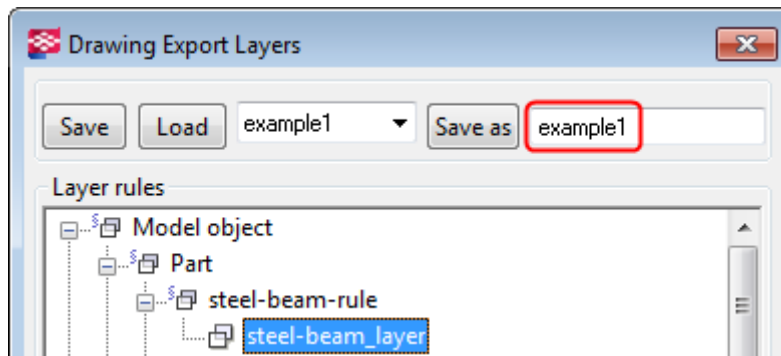 Drawing Export Layers
Save Load example1 Save as example1
Layer rules
Model object
Part
steel-beam-rule
steel-beam_layer